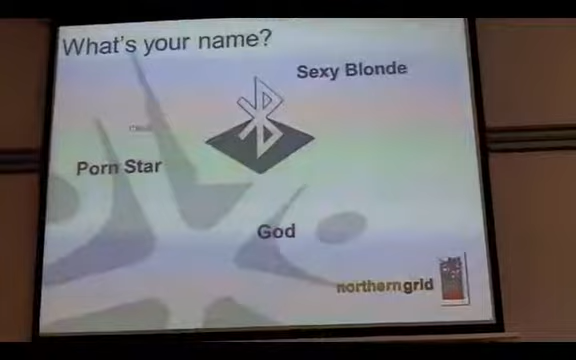 What's your name?
Sexy Blonde
Porn Star
God
northerngrid